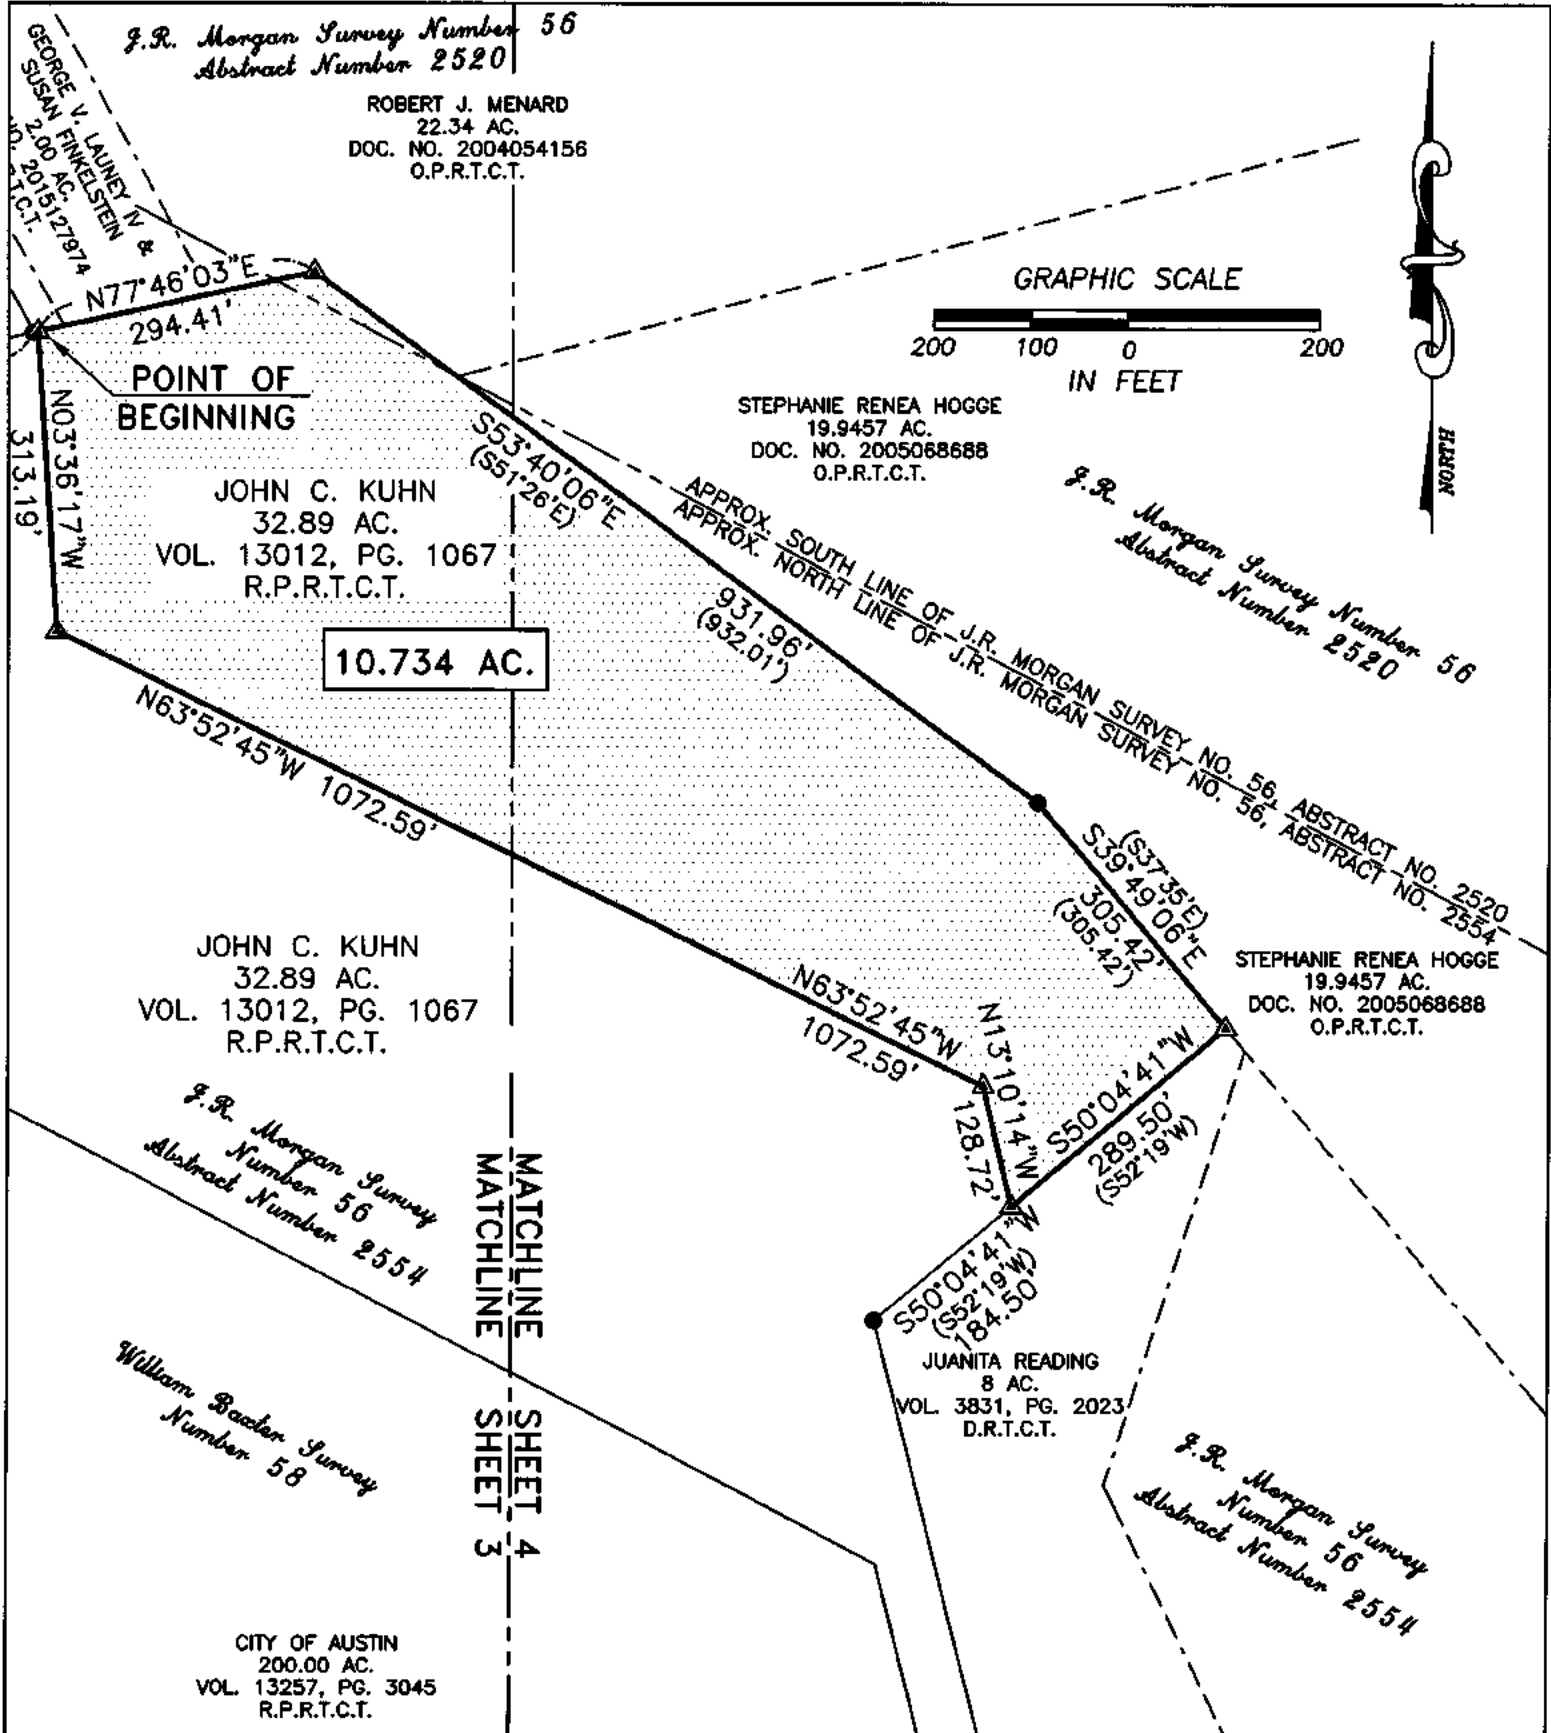 J.R. Morgan Survey Number 56
Abstract Number 2520
GEORGE V. LAUNEY IV &
SUSAN FINKELSTEIN
2.00 AC.
NO. 2015127974
.T.C.T.
ROBERT J. MENARD
22.34 AC.
DOC. NO. 2004054156
O.P.R.T.C.T.
N77°46'03"E
294.41'
POINT OF
BEGINNING
N03°36'17"W
313.19'
GRAPHIC SCALE
200 100 0 200
IN FEET
NORTH
STEPHANIE RENEA HOGGE
19.9457 AC.
DOC. NO. 2005068688
O.P.R.T.C.T.
S53°40'06"E
(S51°26'E)
931.96'
(932.01')
JOHN C. KUHN
32.89 AC.
VOL. 13012, PG. 1067
R.P.R.T.C.T.
10.734 AC.
APPROX. SOUTH LINE OF J.R. MORGAN SURVEY NO. 56, ABSTRACT NO. 2520
APPROX. NORTH LINE OF J.R. MORGAN SURVEY NO. 56, ABSTRACT NO. 2554
J.R. Morgan Survey Number 56
Abstract Number 2520
N63°52'45"W 1072.59'
(S37°35'E)
S39°49'06"E
305.42'
(305.42')
JOHN C. KUHN
32.89 AC.
VOL. 13012, PG. 1067
R.P.R.T.C.T.
N63°52'45"W
1072.59'
STEPHANIE RENEA HOGGE
19.9457 AC.
DOC. NO. 2005068688
O.P.R.T.C.T.
N13°10'14"W
128.72'
S50°04'41"W
289.50'
(S52°19'W)
J.R. Morgan Survey
Number 56
Abstract Number 2554
MATCHLINE SHEET 4
MATCHLINE SHEET 3
S50°04'41"W
(S52°19'W)
184.50'
JUANITA READING
8 AC.
VOL. 3831, PG. 2023
D.R.T.C.T.
William Baxter Survey
Number 58
J.R. Morgan Survey
Number 56
Abstract Number 2554
CITY OF AUSTIN
200.00 AC.
VOL. 13257, PG. 3045
R.P.R.T.C.T.